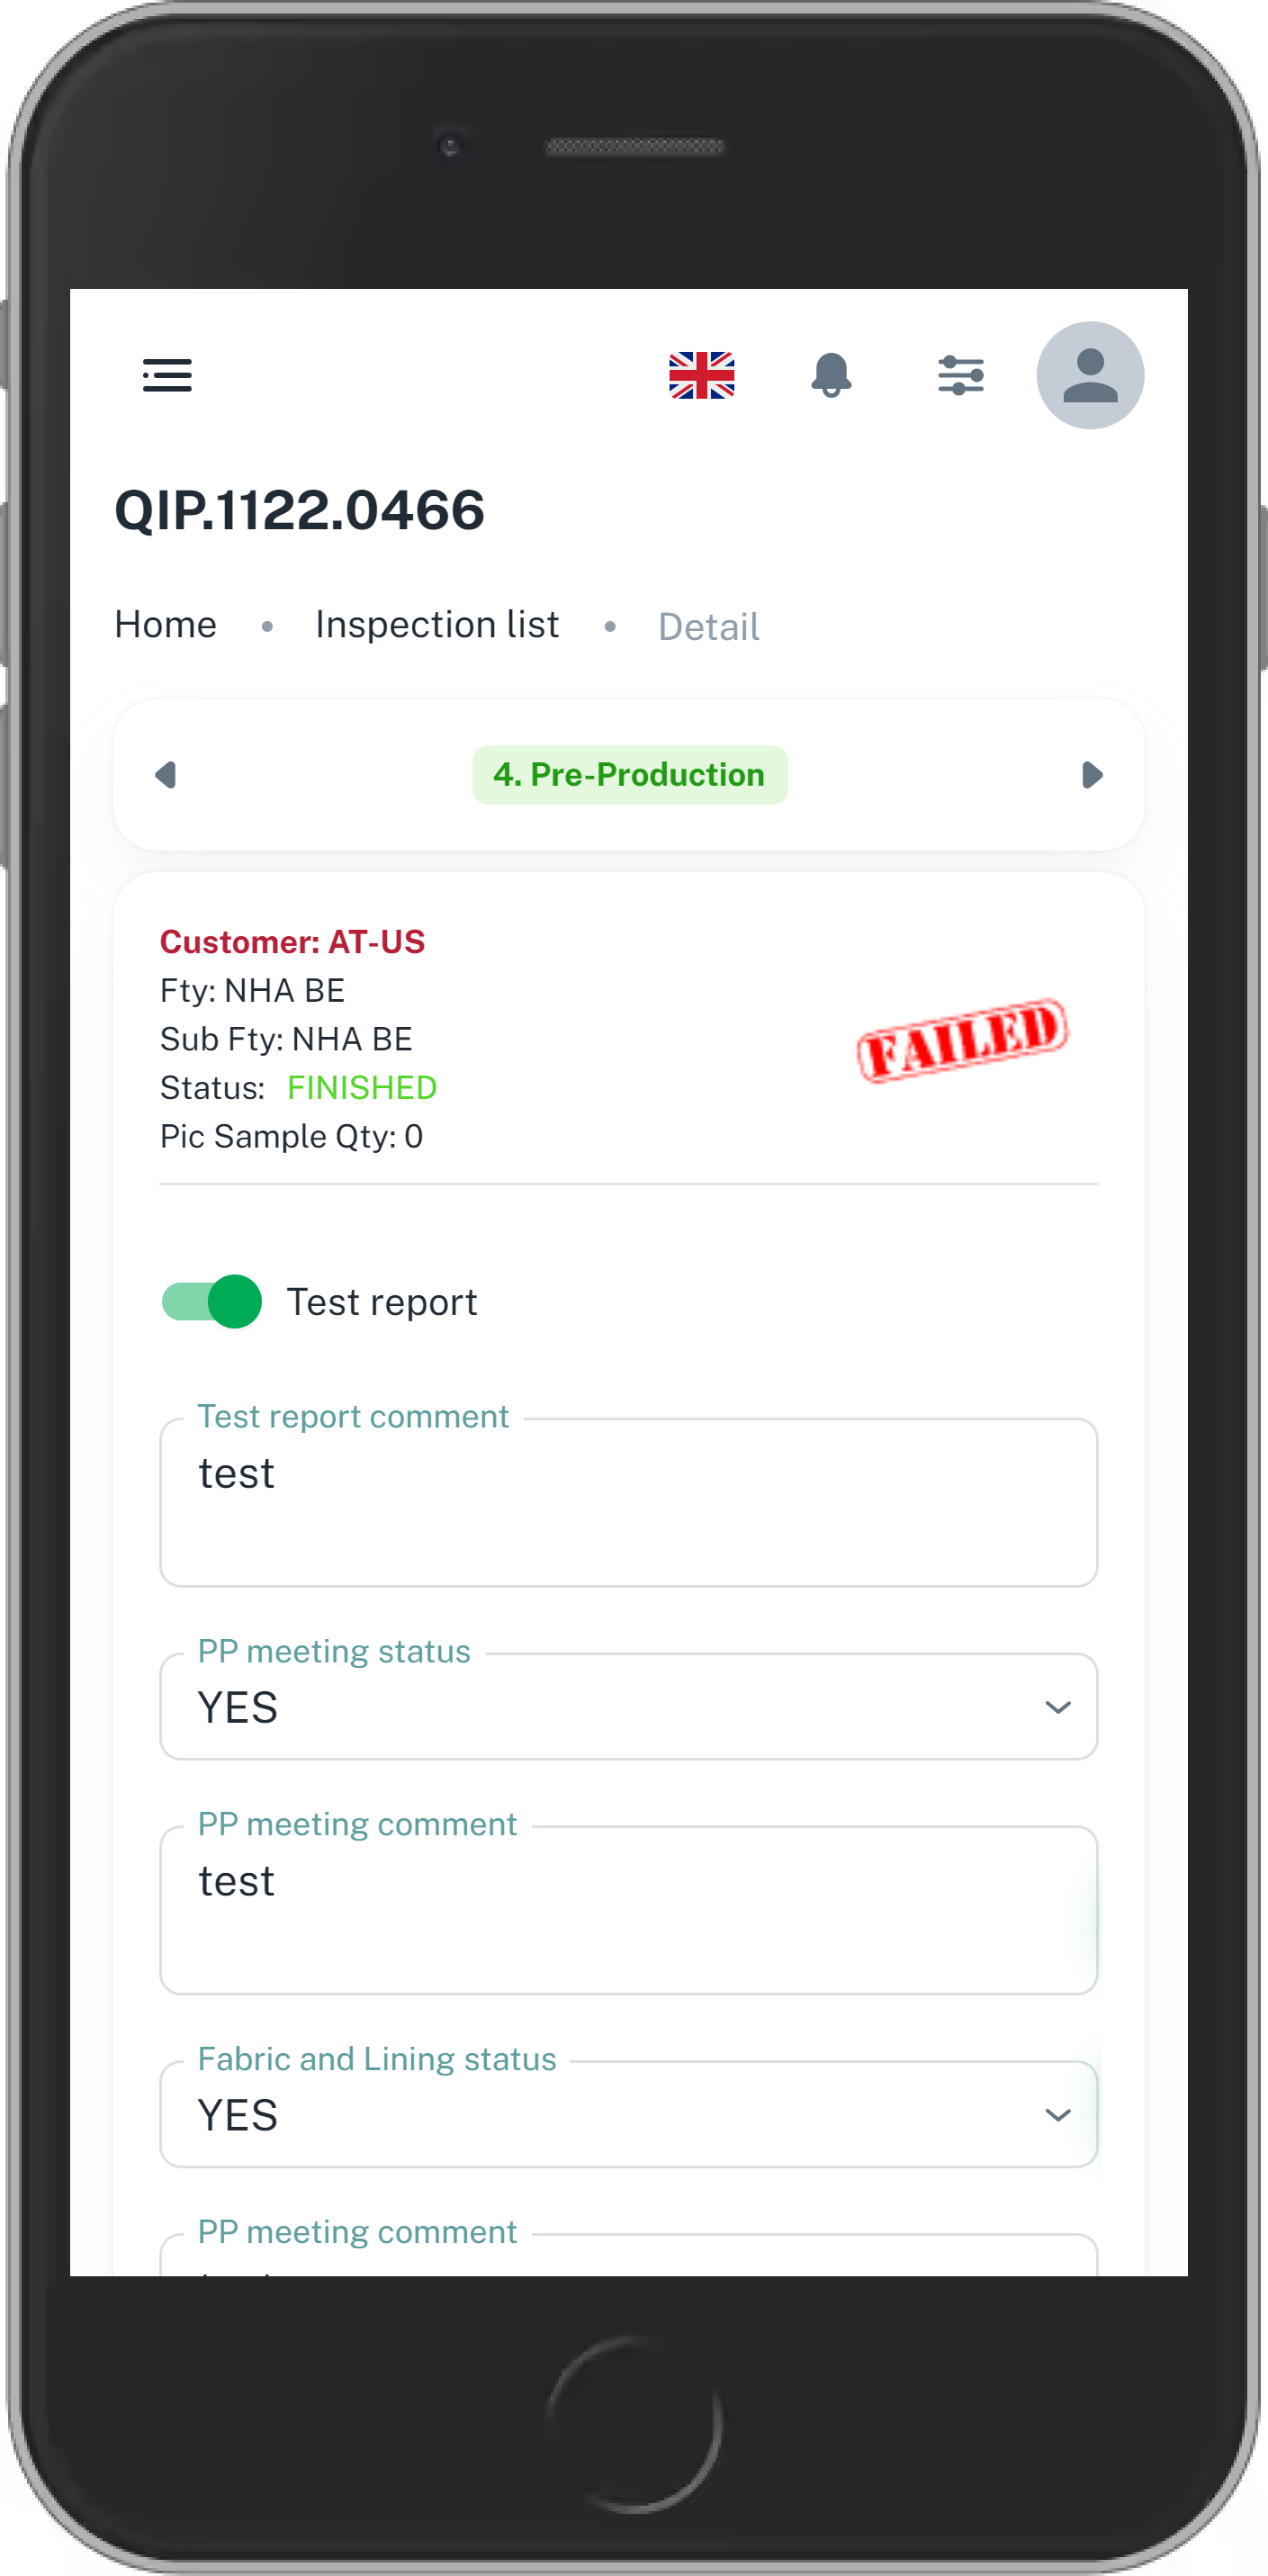 QIP.1122.0466
Home • Inspection list • Detail
4. Pre-Production
Customer: AT-US
Fty: NHA BE
Sub Fty: NHA BE
Status: FINISHED
Pic Sample Qty: 0
FAILED
Test report
Test report comment
test
PP meeting status
YES
PP meeting comment
test
Fabric and Lining status
YES
PP meeting comment